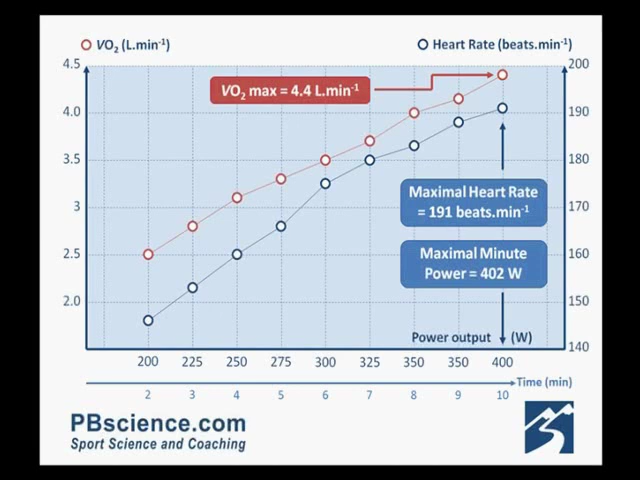 VO₂ (L.min⁻¹)
Heart Rate (beats.min⁻¹)
4.5
200
VO₂ max = 4.4 L.min⁻¹
4.0
190
3.5
180
Maximal Heart Rate
= 191 beats.min⁻¹
3
170
Maximal Minute
Power = 402 W
2.5
160
2.0
150
Power output (W)
140
200 225 250 275 300 325 350 350 400
Time (min)
2 3 4 5 6 7 8 9 10
PBscience.com
Sport Science and Coaching